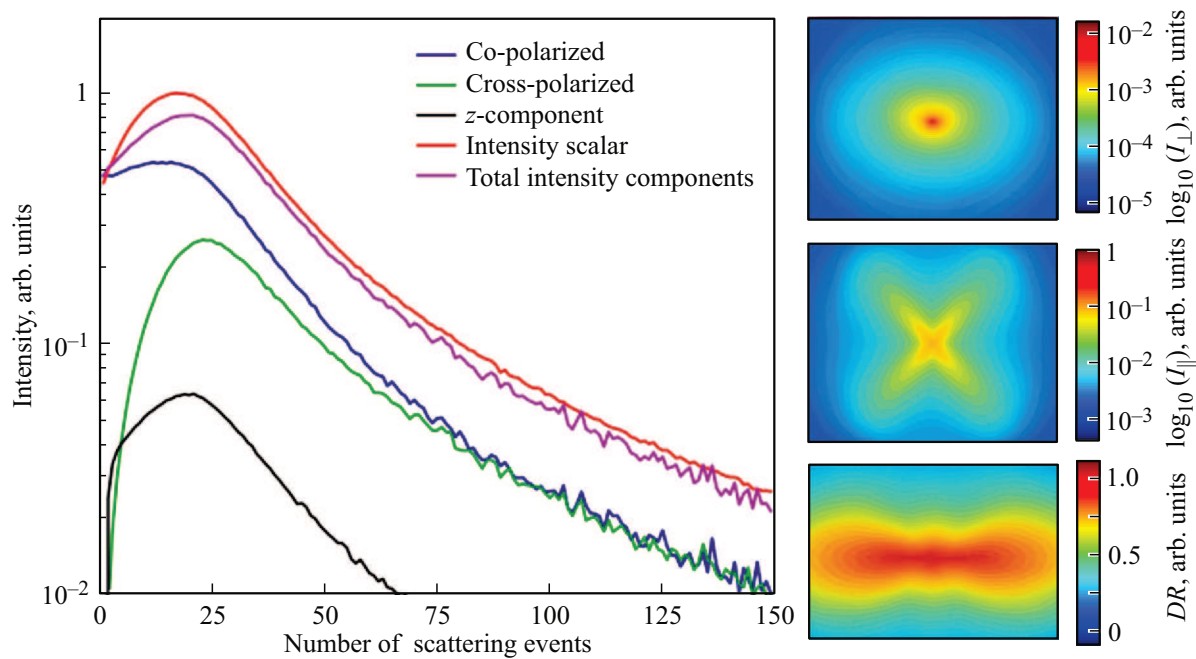 Co-polarized
Cross-polarized
z-component
Intensity scalar
Total intensity components
Intensity, arb. units
1
10⁻¹
10⁻²
0
25
50
75
100
125
150
Number of scattering events
10⁻²
10⁻³
10⁻⁴
10⁻⁵
log₁₀ (I⊥), arb. units
1
10⁻¹
10⁻²
10⁻³
log₁₀ (I∥), arb. units
1.0
0.5
0
DR, arb. units